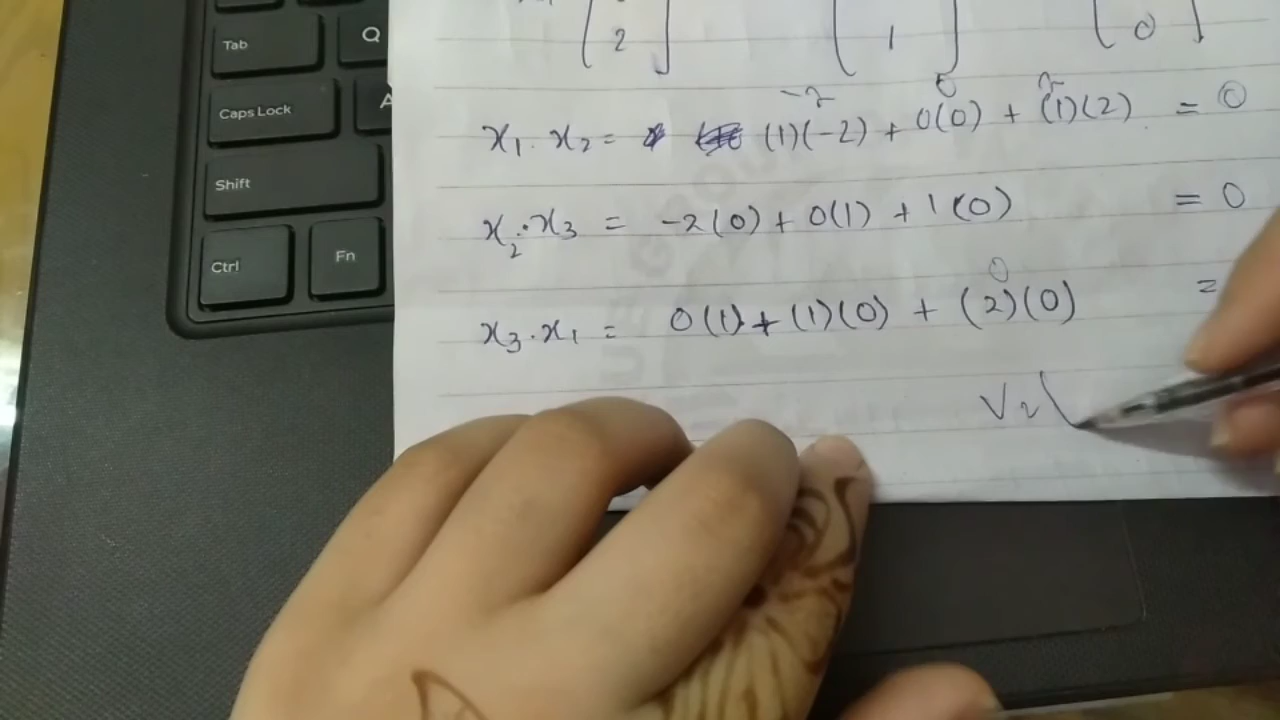 Tab Q
Caps Lock A
Shift
Ctrl Fn
2 1 0
-2 0 2
x₁. x₂ = (1)(-2) + 0(0) + (1)(2) = 0
x₂.x₃ = -2(0) + 0(1) + 1(0) = 0
0
x₃.x₁ = 0(1) + (1)(0) + (2)(0) =